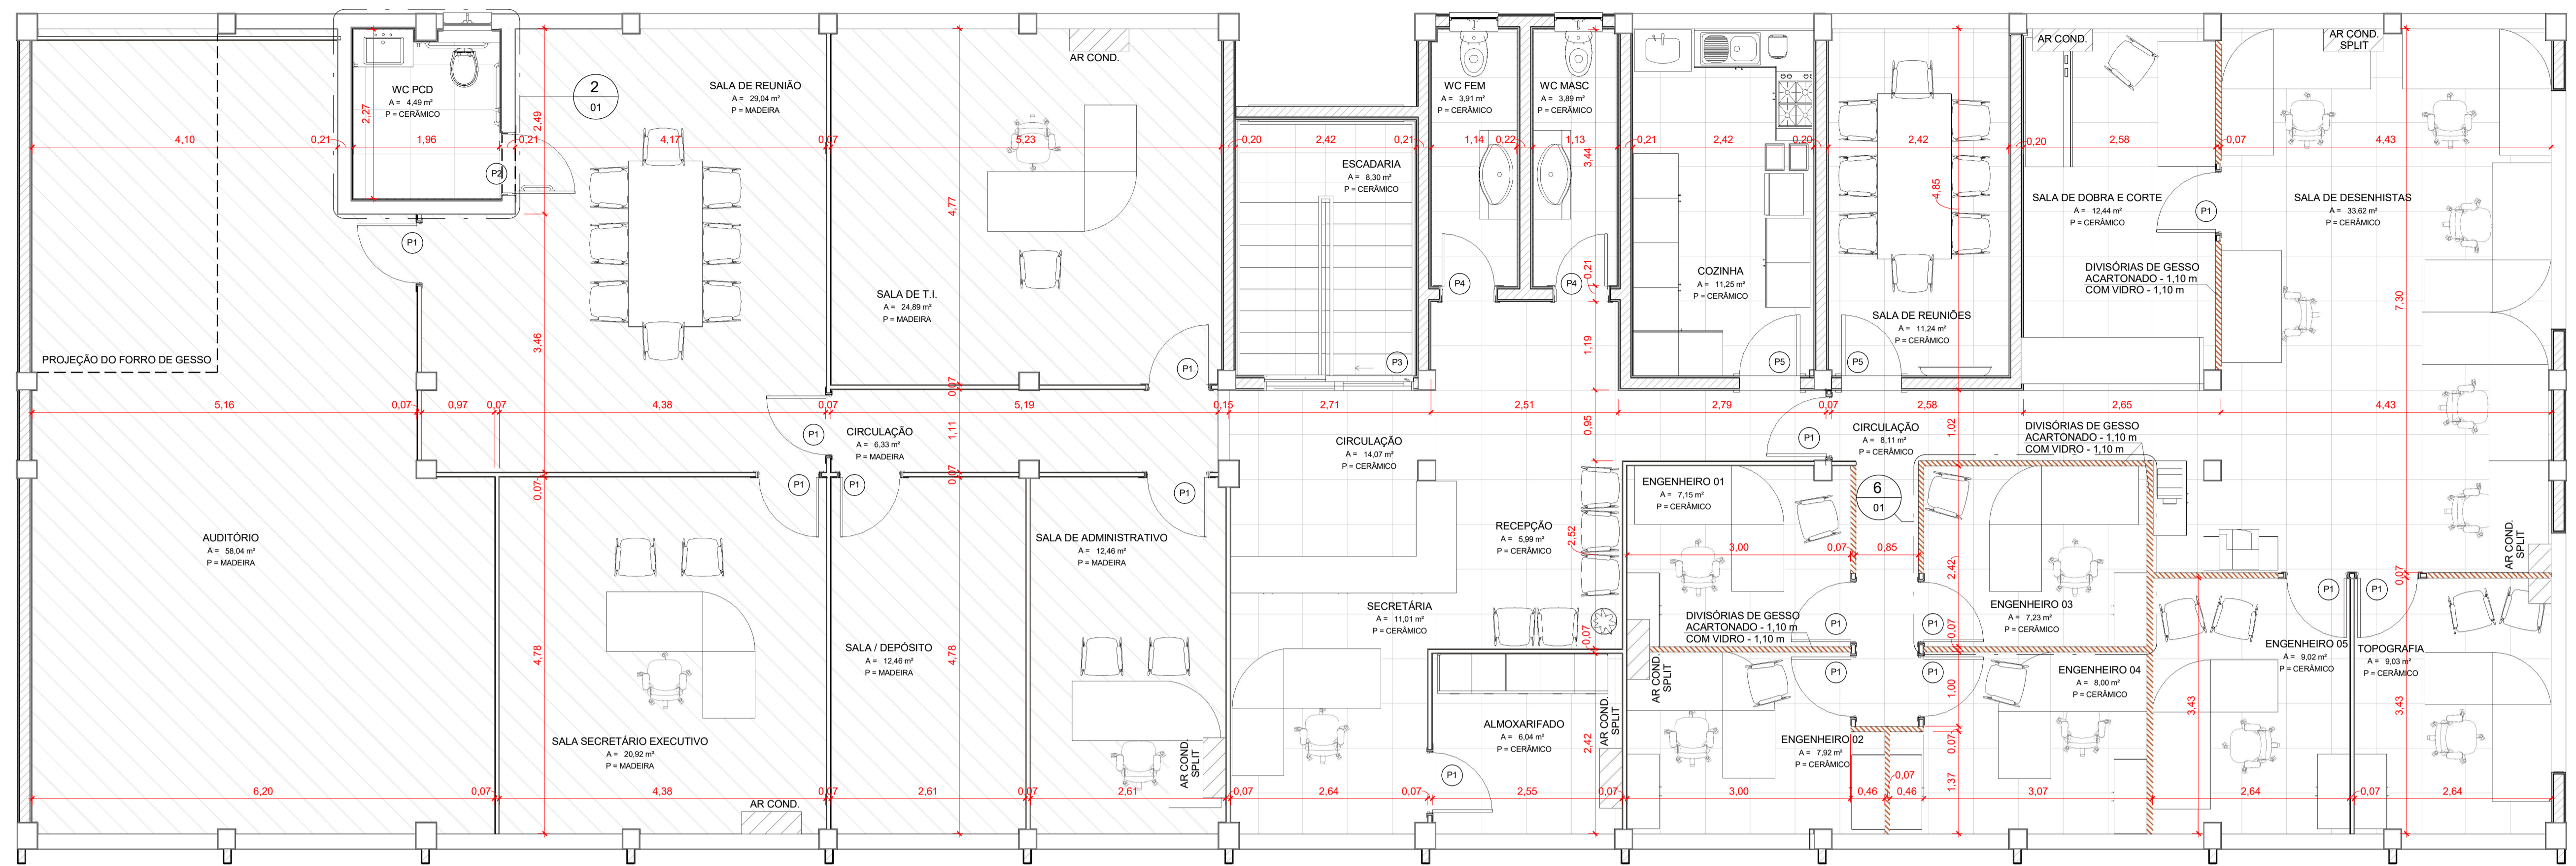 AR COND.
WC PCD
A = 4,49 m²
P = CERÂMICO
2
01
SALA DE REUNIÃO
A = 29,04 m²
P = MADEIRA
WC FEM
A = 3,91 m²
P = CERÂMICO
WC MASC
A = 3,89 m²
P = CERÂMICO
AR COND.
AR COND.
SPLIT
2,27
2,49
4,10
0,21
1,96
0,21
4,17
0,07
5,23
0,20
2,42
0,21
1,14
0,22
1,13
3,44
0,21
2,42
0,20
2,42
0,20
2,58
0,07
4,43
P2
ESCADARIA
A = 8,30 m²
P = CERÂMICO
4,77
4,85
SALA DE DOBRA E CORTE
A = 12,44 m²
P = CERÂMICO
P1
SALA DE DESENHISTAS
A = 33,62 m²
P = CERÂMICO
P1
SALA DE T.I.
A = 24,89 m²
P = MADEIRA
P4
P4
0,21
COZINHA
A = 11,25 m²
P = CERÂMICO
DIVISÓRIAS DE GESSO
ACARTONADO - 1,10 m
COM VIDRO - 1,10 m
7,30
SALA DE REUNIÕES
A = 11,24 m²
P = CERÂMICO
PROJEÇÃO DO FORRO DE GESSO
3,46
P1
P3
1,19
P5
P5
0,07
5,16
0,07
0,97
0,07
4,38
0,07
5,19
0,15
2,71
2,51
2,79
0,07
2,58
2,65
4,43
P1
CIRCULAÇÃO
A = 6,33 m²
P = MADEIRA
1,11
CIRCULAÇÃO
A = 14,07 m²
P = CERÂMICO
0,95
P1
CIRCULAÇÃO
A = 8,11 m²
P = CERÂMICO
1,02
DIVISÓRIAS DE GESSO
ACARTONADO - 1,10 m
COM VIDRO - 1,10 m
0,07
0,07
P1
P1
P1
ENGENHEIRO 01
A = 7,15 m²
P = CERÂMICO
6
01
AUDITÓRIO
A = 58,04 m²
P = MADEIRA
SALA DE ADMINISTRATIVO
A = 12,46 m²
P = MADEIRA
RECEPÇÃO
A = 5,99 m²
P = CERÂMICO
2,52
3,00
0,07
0,85
2,42
AR COND.
SPLIT
0,07
P1
P1
SECRETÁRIA
A = 11,01 m²
P = CERÂMICO
DIVISÓRIAS DE GESSO
ACARTONADO - 1,10 m
COM VIDRO - 1,10 m
P1
P1
ENGENHEIRO 03
A = 7,23 m²
P = CERÂMICO
0,07
0,07
4,78
SALA / DEPÓSITO
A = 12,46 m²
P = MADEIRA
4,78
AR COND.
SPLIT
P1
P1
1,00
ENGENHEIRO 04
A = 8,00 m²
P = CERÂMICO
3,43
ENGENHEIRO 05
A = 9,02 m²
P = CERÂMICO
TOPOGRAFIA
A = 9,03 m²
P = CERÂMICO
3,43
SALA SECRETÁRIO EXECUTIVO
A = 20,92 m²
P = MADEIRA
AR COND.
SPLIT
ALMOXARIFADO
A = 6,04 m²
P = CERÂMICO
2,42
AR COND.
SPLIT
P1
ENGENHEIRO 02
A = 7,92 m²
P = CERÂMICO
0,07
0,07
1,37
6,20
0,07
4,38
0,07
2,61
0,07
2,61
0,07
2,64
0,07
2,55
0,07
3,00
0,46
0,46
3,07
2,64
0,07
2,64
AR COND.